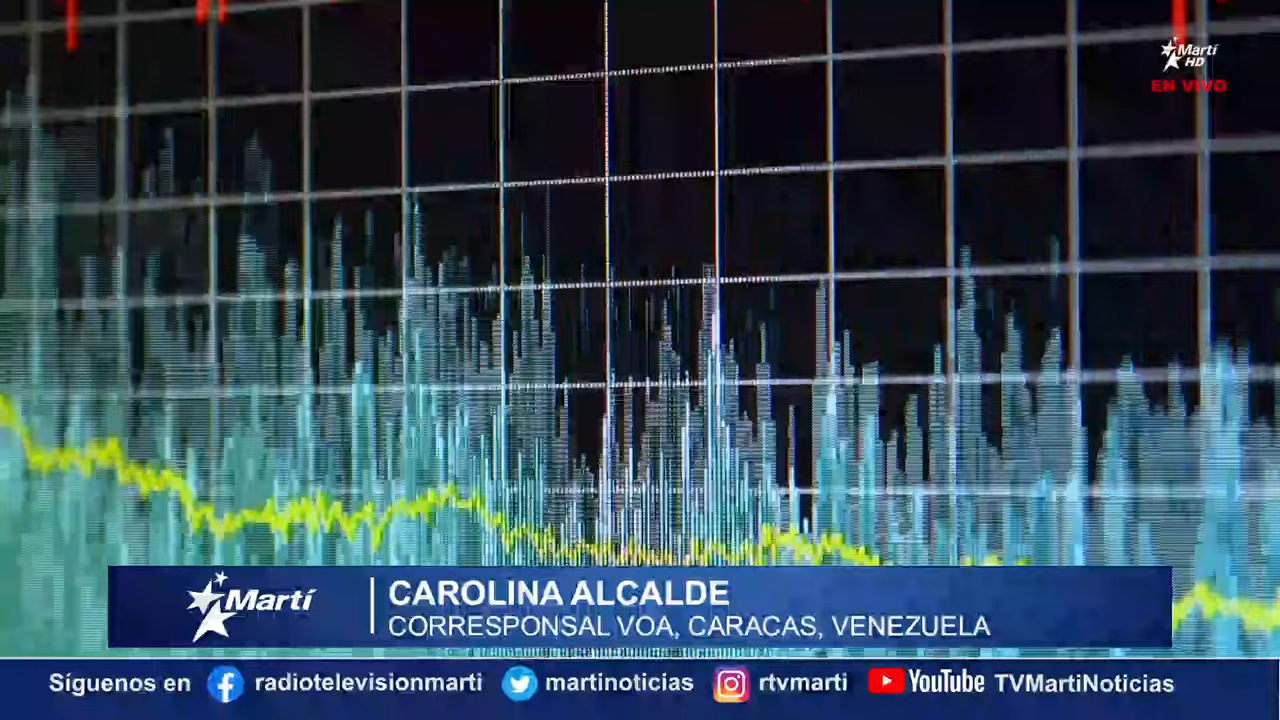 Martí
HD
EN VIVO
Martí
CAROLINA ALCALDE
CORRESPONSAL VOA, CARACAS, VENEZUELA
Síguenos en radiotelevisionmarti martinoticias rtvmarti YouTube TVMartiNoticias